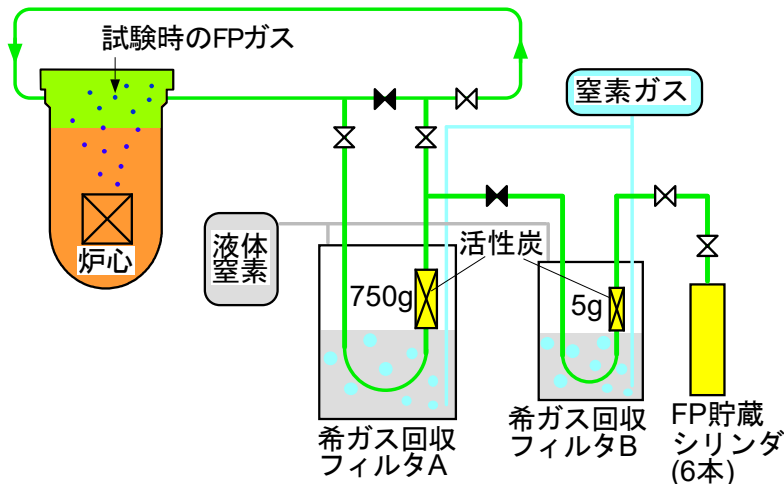 試験時のFPガス
窒素ガス
炉心
液体
窒素
活性炭
750g
5g
希ガス回収
フィルタA
希ガス回収
フィルタB
FP貯蔵
シリンダ
(6本)